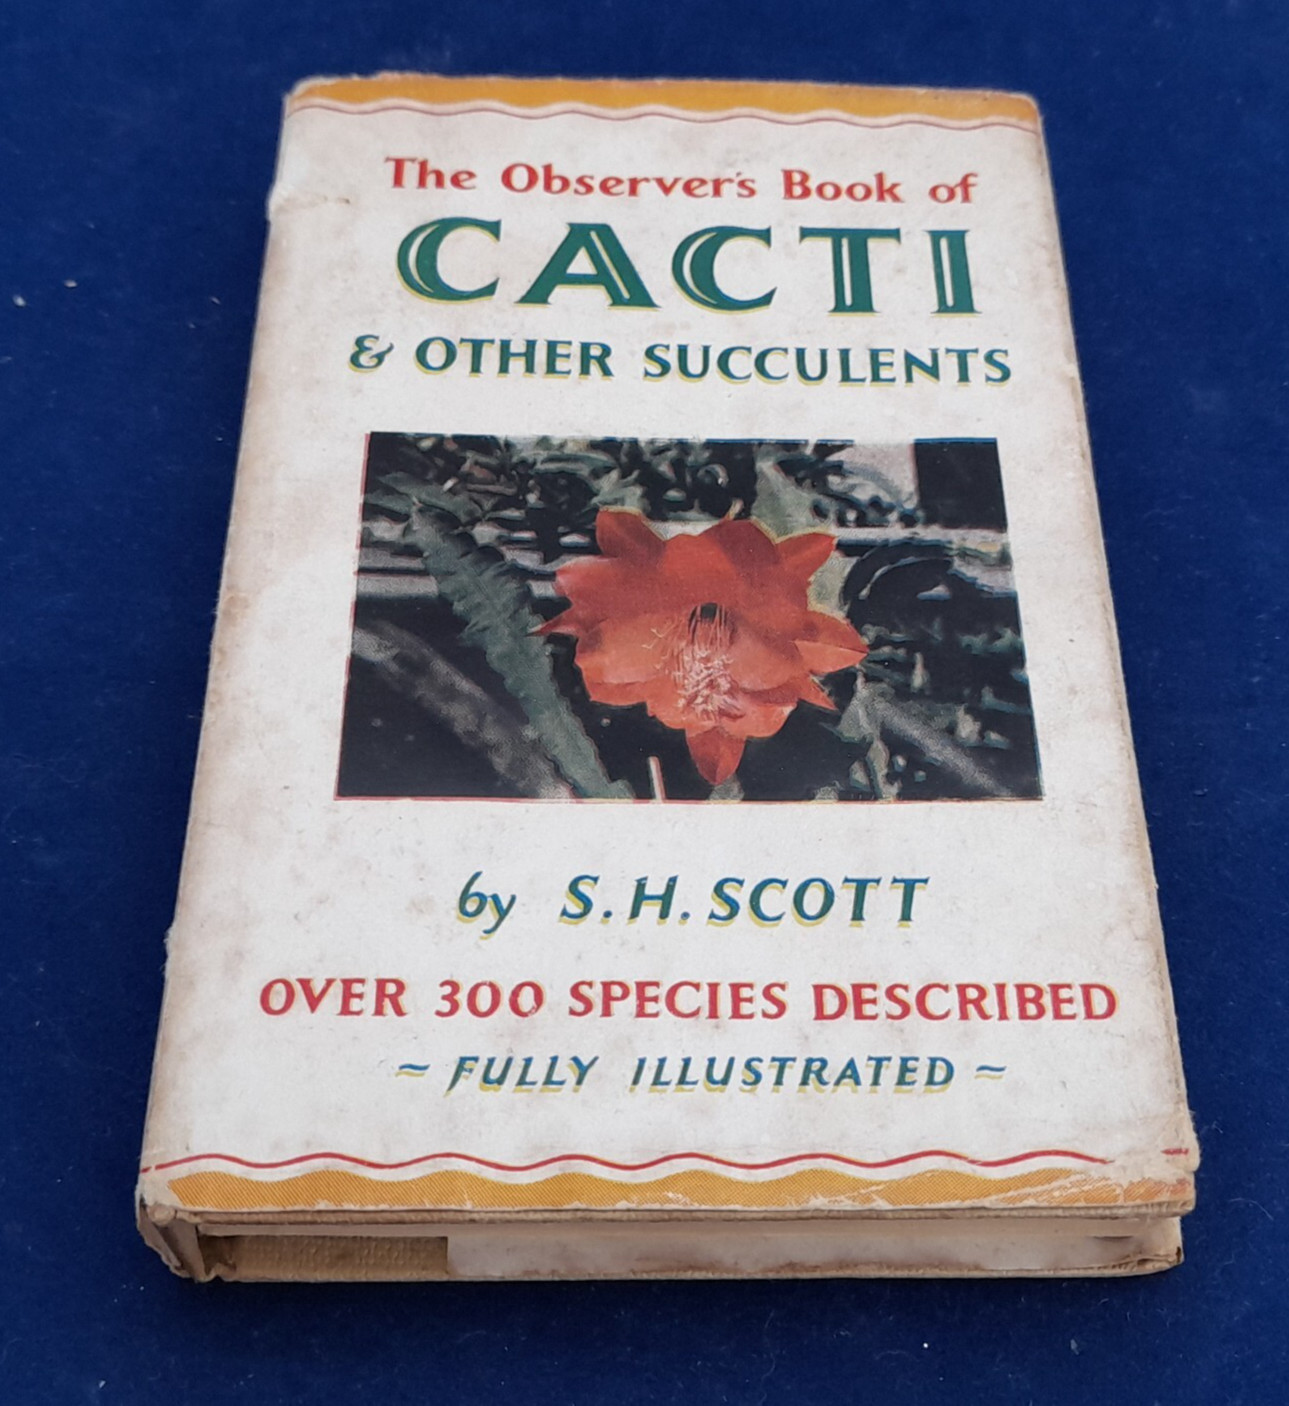 The Observer's Book of
CACTI
& OTHER SUCCULENTS
by S. H. SCOTT
OVER 300 SPECIES DESCRIBED
~ FULLY ILLUSTRATED ~